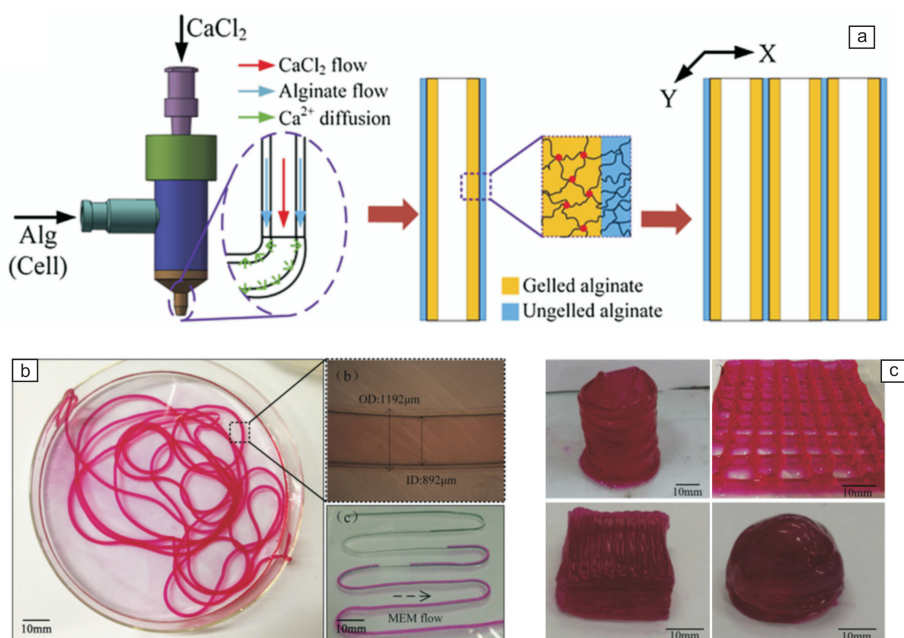 a
CaCl₂
CaCl₂ flow
Alginate flow
Ca²⁺ diffusion
X
Y
Alg
(Cell)
Gelled alginate
Ungelled alginate
b
(b)
OD:1192μm
ID:892μm
10mm
(c)
MEM flow
10mm
c
10mm
10mm
10mm
10mm